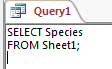 Query1
SELECT Species
FROM Sheet1;